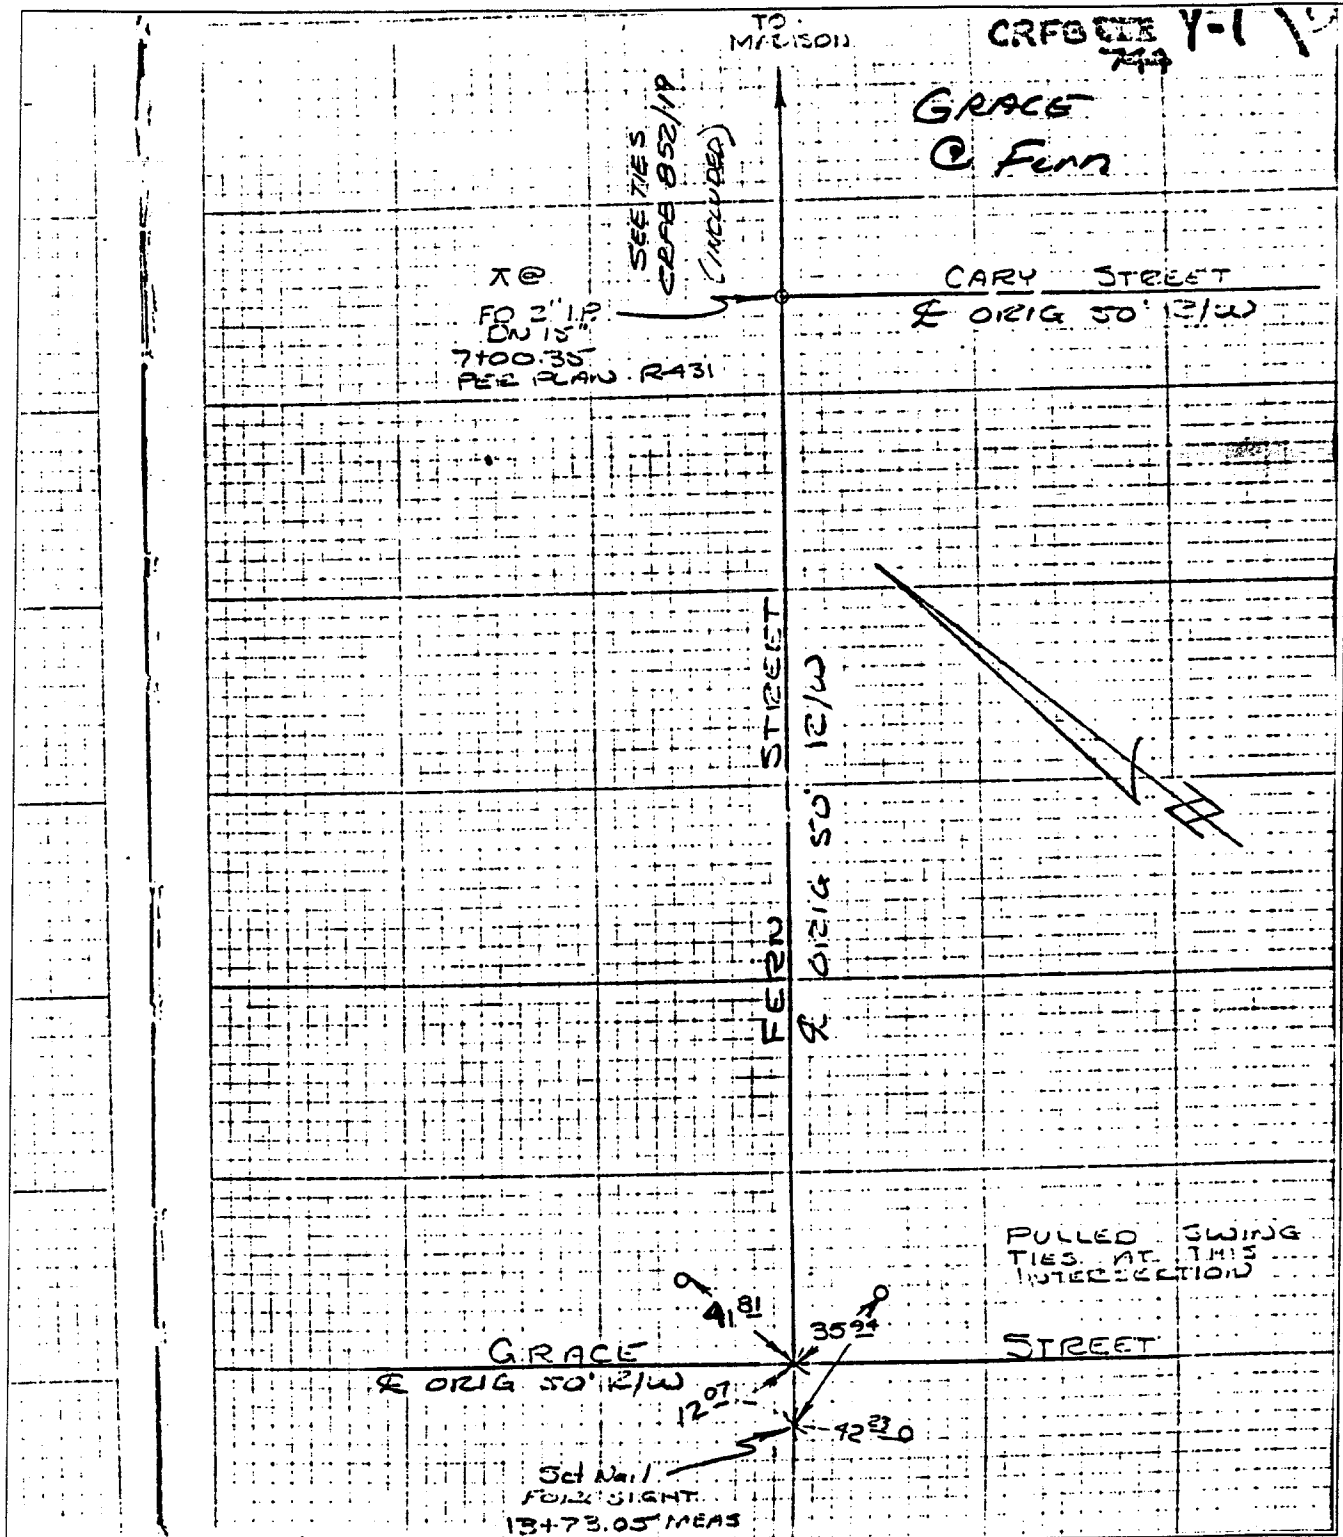 TO
MADISON
CRFB Y-1
GRACE
@ Fern
SEE TIES
CRFB 852/19
(INCLUDED)
⊼ @
FD 2" I.P.
DN 15"
7+00.35
PER PLAN R-431
CARY STREET
℄ ORIG 50' R/W
FERN STREET
℄ ORIG 50' R/W
PULLED SWING
TIES AT THIS
INTERSECTION
41 81
35 94
GRACE STREET
℄ ORIG 50' R/W
12 07
42 23
Set Nail
FOR SIGHT
13+73.05 MEAS